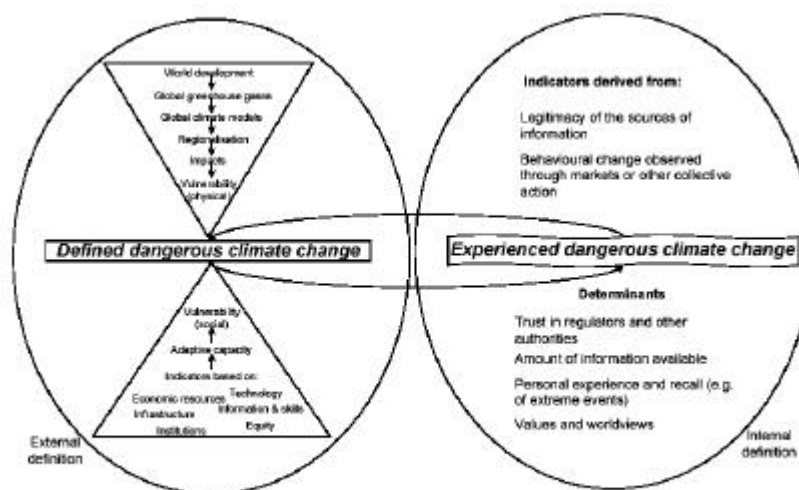 World development
Global greenhouse gases
Global climate models
Regionalisation
Impacts
Vulnerability
(physical)
Defined dangerous climate change
Vulnerability
(social)
Adaptive capacity
Indicators based on:
Economic resources
Technology
Infrastructure
Information & skills
Institutions
Equity
External
definition
Indicators derived from:
Legitimacy of the sources of
information
Behavioural change observed
through markets or other collective
action
Experienced dangerous climate change
Determinants
Trust in regulators and other
authorities
Amount of information available
Personal experience and recall (e.g.
of extreme events)
Values and worldviews
Internal
definition